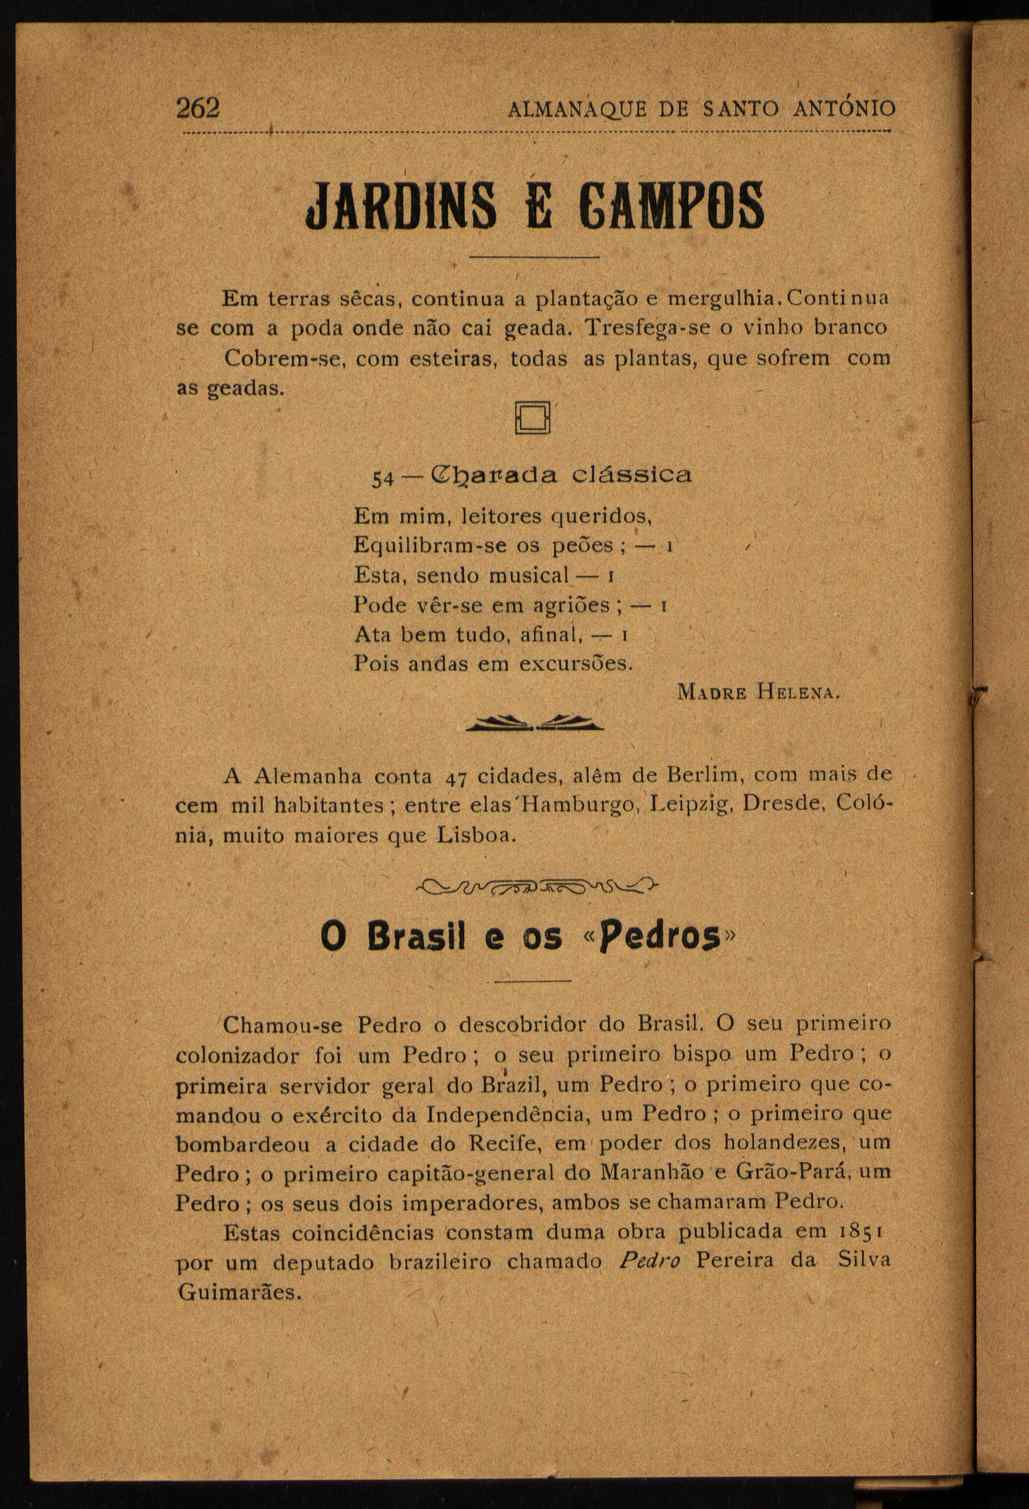 262 ALMANAQUE DE SANTO ANTÓNIO
JARDINS E CAMPOS
Em terras sêcas, continua a plantação e mergulhia. Continua
se com a poda onde não cai geada. Tresfega-se o vinho branco
Cobrem-se, com esteiras, todas as plantas, que sofrem com
as geadas.
54 — Charada clássica
Em mim, leitores queridos,
Equilibram-se os peões ; — 1
Esta, sendo musical — 1
Pode vêr-se em agriões ; — 1
Ata bem tudo, afinal, — 1
Pois andas em excursões.
MADRE HELENA.
A Alemanha conta 47 cidades, alêm de Berlim, com mais de
cem mil habitantes ; entre elas Hamburgo, Leipzig, Dresde, Coló-
nia, muito maiores que Lisboa.
O Brasil e os «Pedros»
Chamou-se Pedro o descobridor do Brasil. O seu primeiro
colonizador foi um Pedro ; o seu primeiro bispo um Pedro ; o
primeira servidor geral do Brazil, um Pedro ; o primeiro que co-
mandou o exército da Independência, um Pedro ; o primeiro que
bombardeou a cidade do Recife, em poder dos holandezes, um
Pedro ; o primeiro capitão-general do Maranhão e Grão-Pará, um
Pedro ; os seus dois imperadores, ambos se chamaram Pedro.
Estas coincidências constam duma obra publicada em 1851
por um deputado brazileiro chamado Pedro Pereira da Silva
Guimarães.